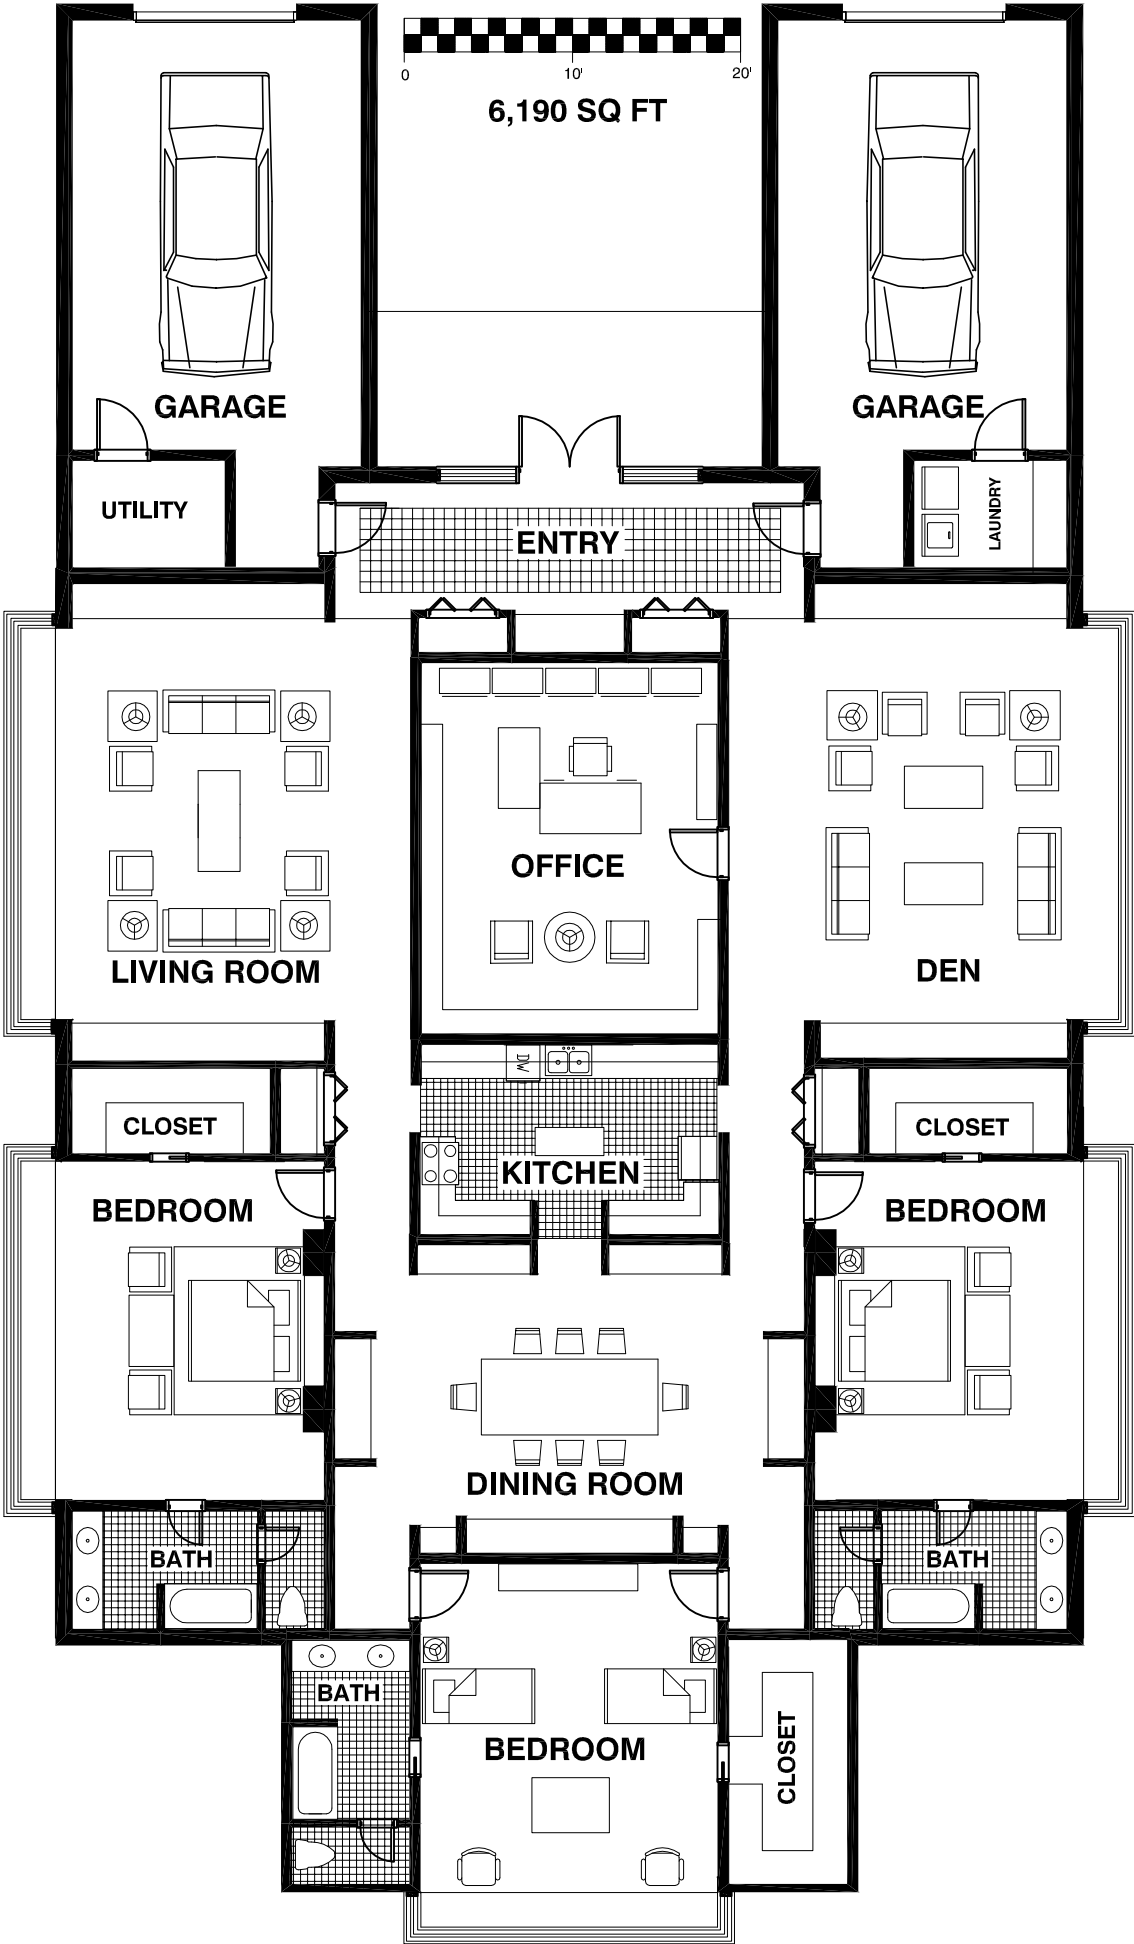 0 10' 20'
6,190 SQ FT
GARAGE
GARAGE
UTILITY
LAUNDRY
ENTRY
OFFICE
LIVING ROOM
DEN
DW
CLOSET
CLOSET
KITCHEN
BEDROOM
BEDROOM
DINING ROOM
BATH
BATH
BATH
BEDROOM
CLOSET